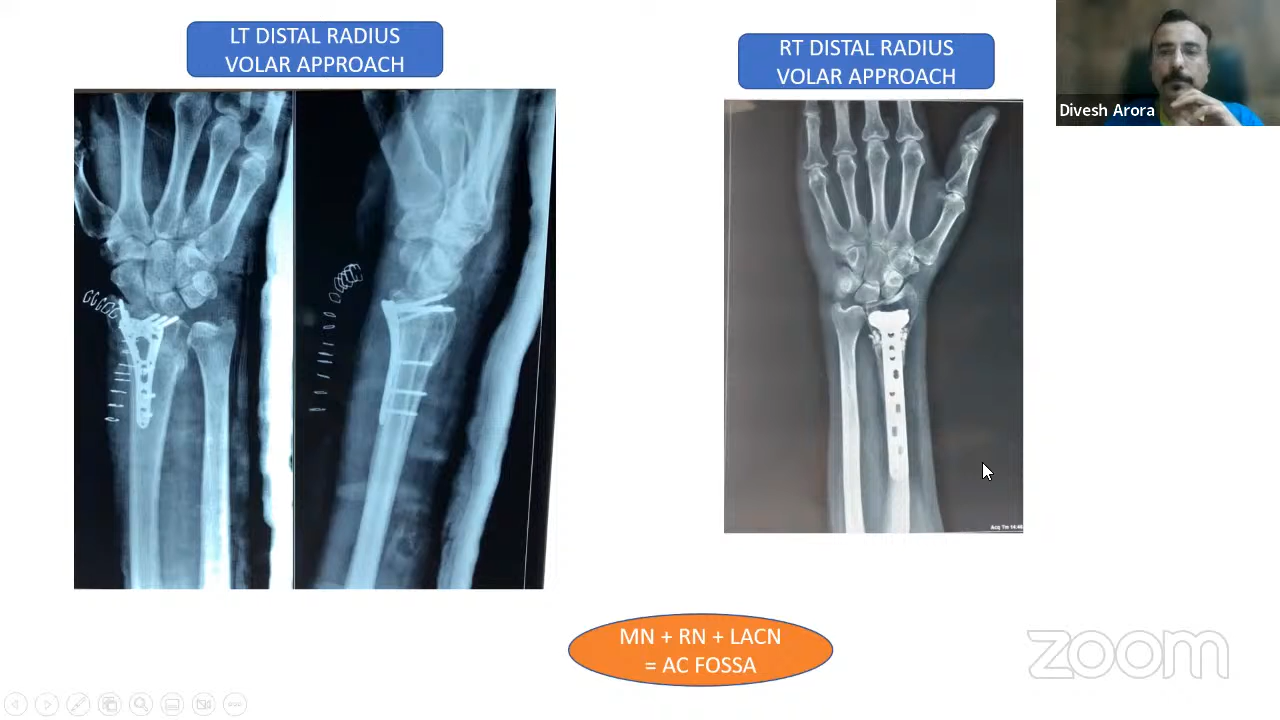 LT DISTAL RADIUS
VOLAR APPROACH
RT DISTAL RADIUS
VOLAR APPROACH
Divesh Arora
MN + RN + LACN
= AC FOSSA
zoom